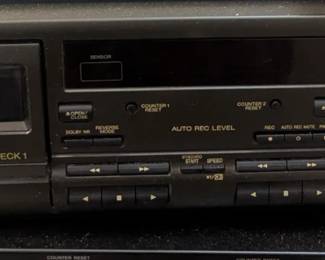 SENSOR
OPEN/
CLOSE
COUNTER 1
RESET
COUNTER 2
RESET
DOLBY NR
REVERSE
MODE
AUTO REC LEVEL
REC
AUTO REC MUTE
ECK 1
SYNCHRO
START
SPEED
COUNTER RESET